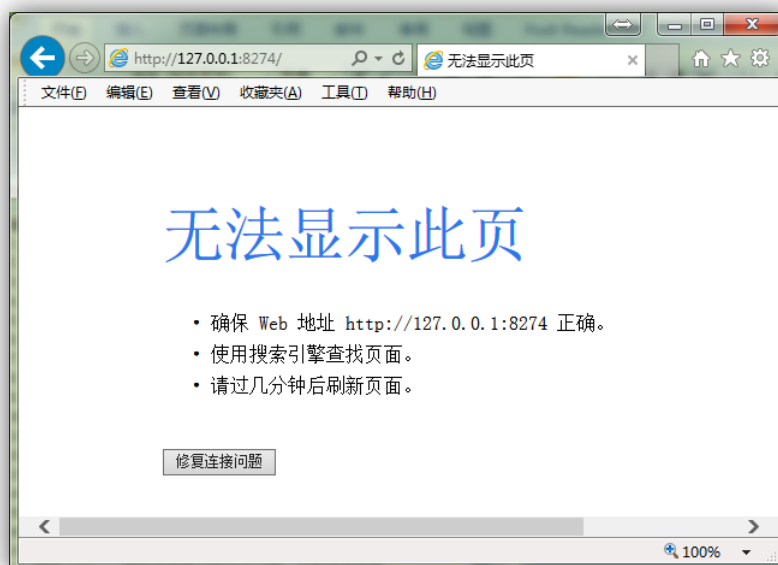 http://127.0.0.1:8274/
无法显示此页
文件(F) 编辑(E) 查看(V) 收藏夹(A) 工具(T) 帮助(H)
无法显示此页
• 确保 Web 地址 http://127.0.0.1:8274 正确。
• 使用搜索引擎查找页面。
• 请过几分钟后刷新页面。
修复连接问题
100%